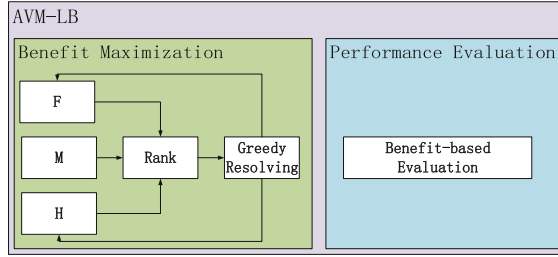 AVM-LB
Benefit Maximization
F
M
H
Rank
Greedy
Resolving
Performance Evaluation
Benefit-based
Evaluation